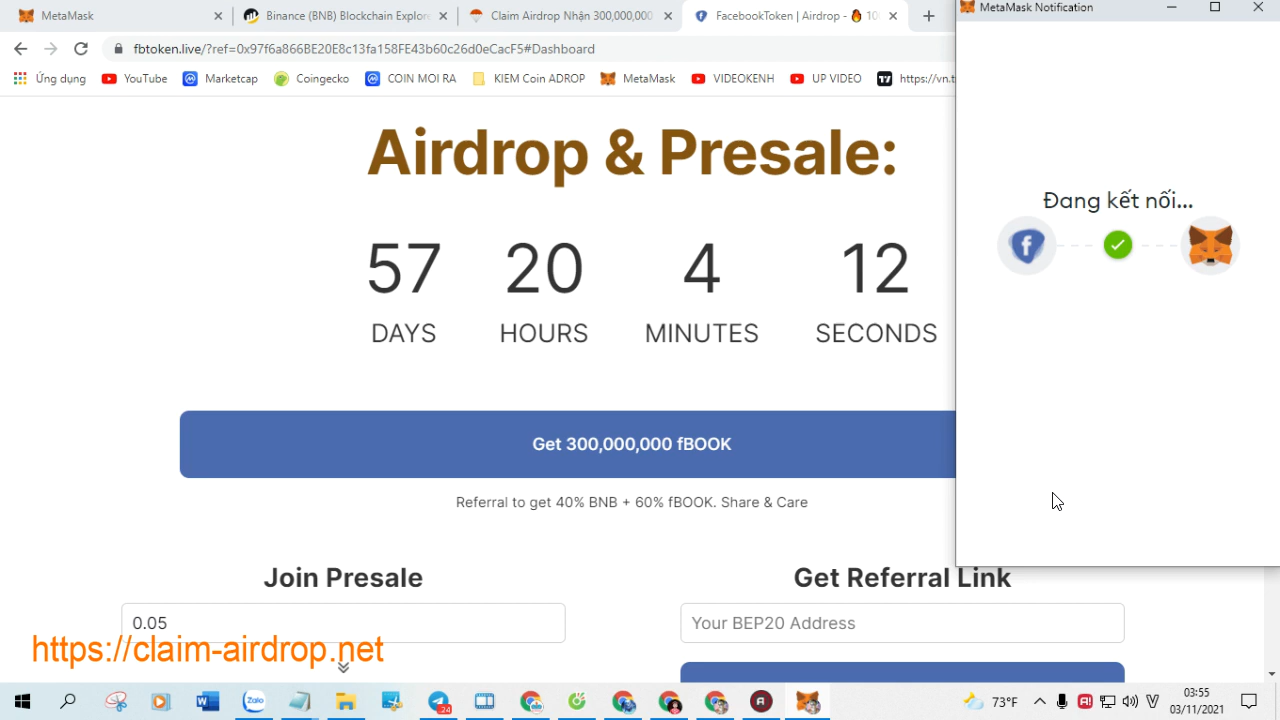 MetaMask
Binance (BNB) Blockchain Explore
Claim Airdrop Nhận 300,000,000
FacebookToken | Airdrop - 🔥 10
MetaMask Notification
fbtoken.live/?ref=0x97f6a866BE20E8c13fa158FE43b60c26d0eCacF5#Dashboard
Ứng dụng
YouTube
Marketcap
Coingecko
COIN MOI RA
KIEM Coin ADROP
MetaMask
VIDEOKENH
UP VIDEO
https://vn.t
Airdrop & Presale:
57 20 4 12
DAYS HOURS MINUTES SECONDS
Đang kết nối...
Get 300,000,000 fBOOK
Referral to get 40% BNB + 60% fBOOK. Share & Care
Join Presale
Get Referral Link
0.05
Your BEP20 Address
https://claim-airdrop.net
Zalo
24
73°F
03:55
03/11/2021